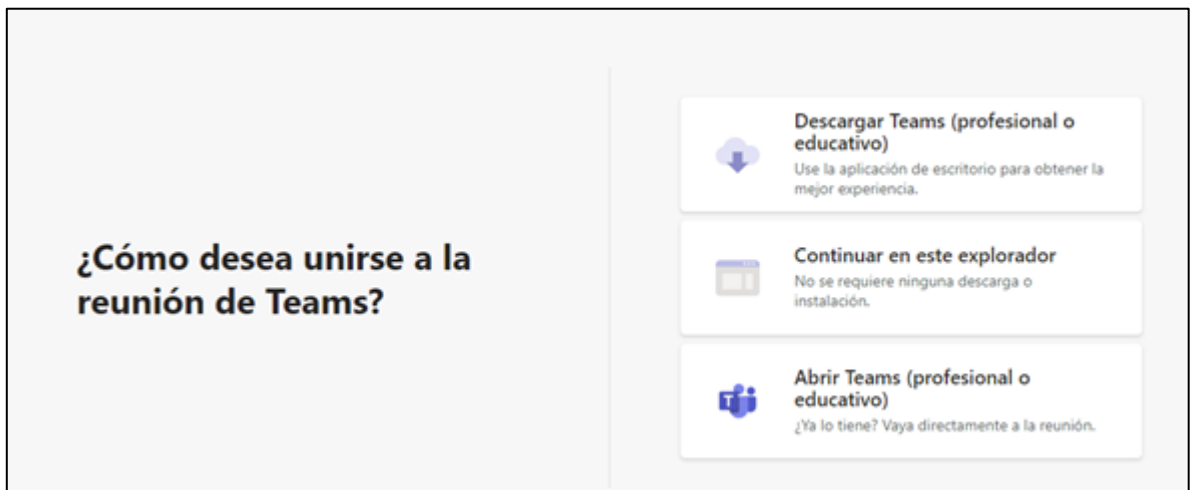 ¿Cómo desea unirse a la
reunión de Teams?
Descargar Teams (profesional o
educativo)
Use la aplicación de escritorio para obtener la
mejor experiencia.
Continuar en este explorador
No se requiere ninguna descarga o
instalación.
Abrir Teams (profesional o
educativo)
¿Ya lo tiene? Vaya directamente a la reunión.